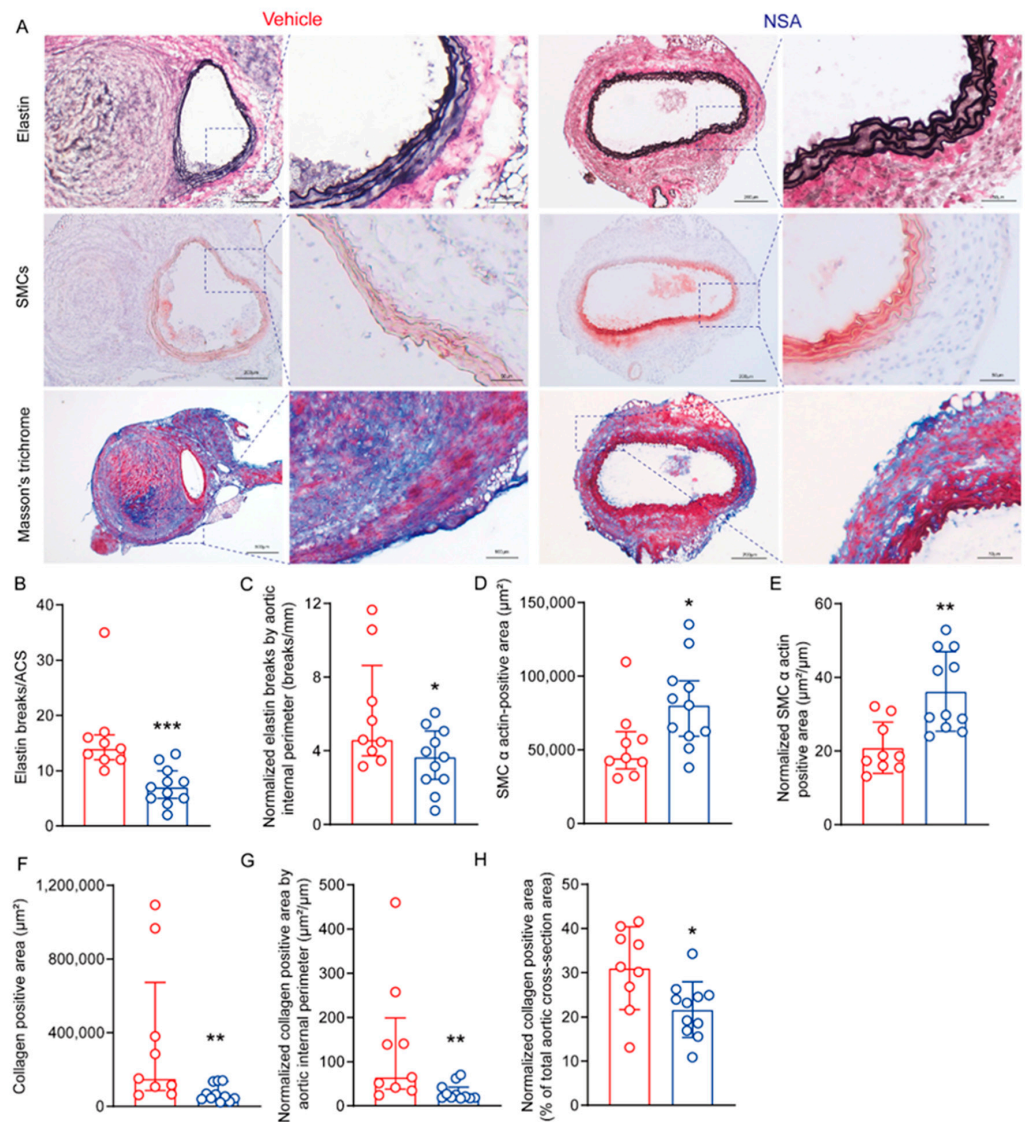 Vehicle
NSA
A
Elastin
SMCs
Masson's trichrome
B
Elastin breaks/ACS
40
30
20
10
0
***
C
Normalized elastin breaks by aortic
internal perimeter (breaks/mm)
12
8
4
0
*
D
SMC α actin-positive area (µm²)
150,000
100,000
50,000
0
*
E
Normalized SMC α actin
positive area (µm²/µm)
60
40
20
0
**
F
Collagen positive area (µm²)
1,200,000
800,000
400,000
0
**
G
Normalized collagen positive area by
aortic internal perimeter (µm²/µm)
500
400
300
200
100
0
**
H
Normalized collagen positive area
(% of total aortic cross-section area)
50
40
30
20
10
0
*